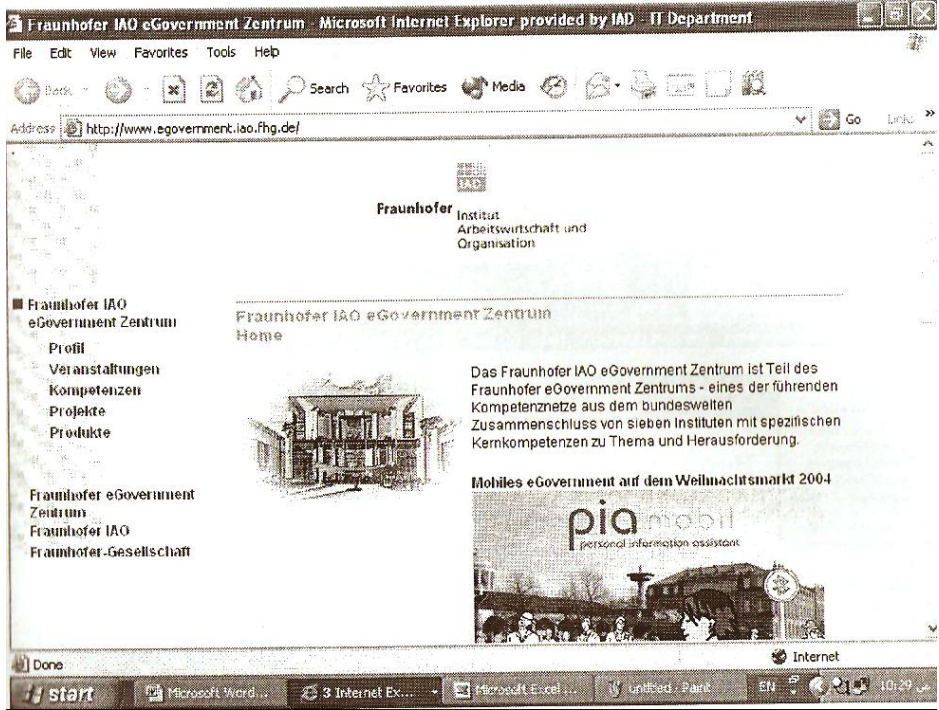 Fraunhofer IAO eGovernment Zentrum - Microsoft Internet Explorer provided by IAD - IT Department
File Edit View Favorites Tools Help
Back Search Favorites Media
Address http://www.egovernment.iao.fhg.de/ Go Links »
IAO
Fraunhofer Institut
Arbeitswirtschaft und
Organisation
Fraunhofer IAO
eGovernment Zentrum
Profil
Veranstaltungen
Kompetenzen
Projekte
Produkte
Fraunhofer eGovernment
Zentrum
Fraunhofer IAO
Fraunhofer-Gesellschaft
Fraunhofer IAO eGovernment Zentrum
Home
Das Fraunhofer IAO eGovernment Zentrum ist Teil des
Fraunhofer eGovernment Zentrums - eines der führenden
Kompetenznetze aus dem bundesweiten
Zusammenschluss von sieben Instituten mit spezifischen
Kernkompetenzen zu Thema und Herausforderung.
Mobiles eGovernment auf dem Weihnachtsmarkt 2004
pia mobil
personal information assistant
Done Internet
start Microsoft Word ... 3 Internet Ex... Microsoft Excel ... untitled - Paint EN 10:29 ص